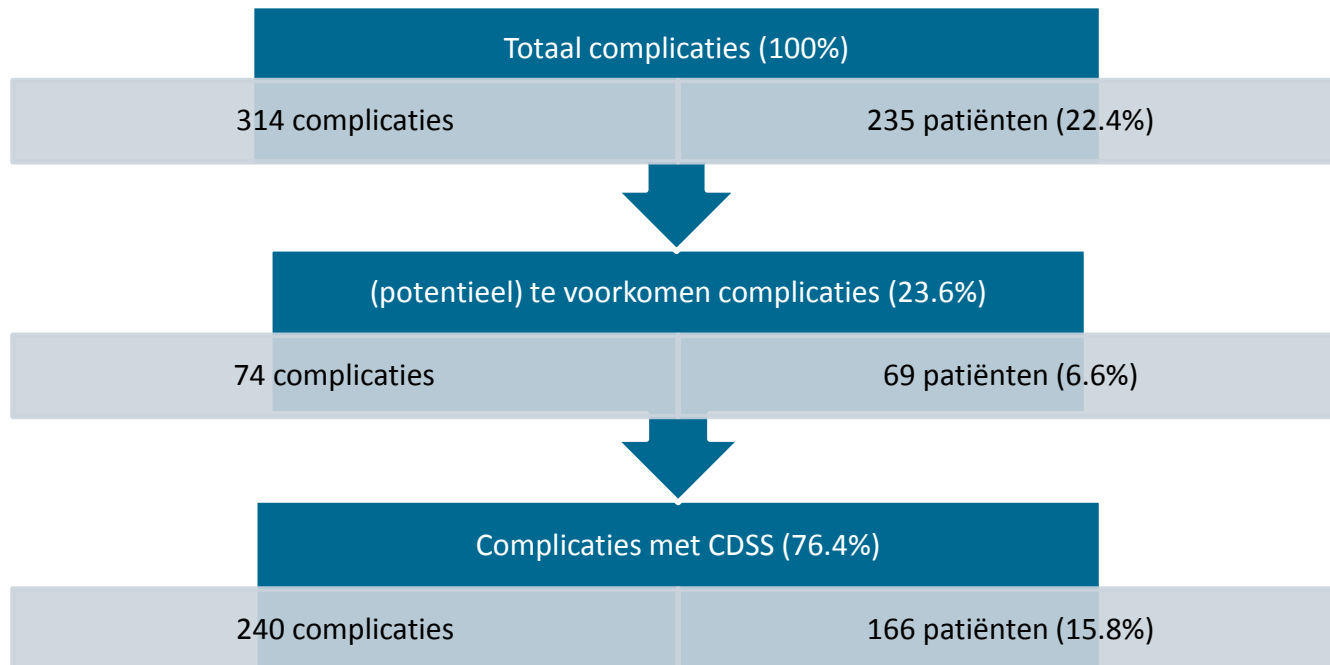 Totaal complicaties (100%)
314 complicaties
235 patiënten (22.4%)
(potentieel) te voorkomen complicaties (23.6%)
74 complicaties
69 patiënten (6.6%)
Complicaties met CDSS (76.4%)
240 complicaties
166 patiënten (15.8%)